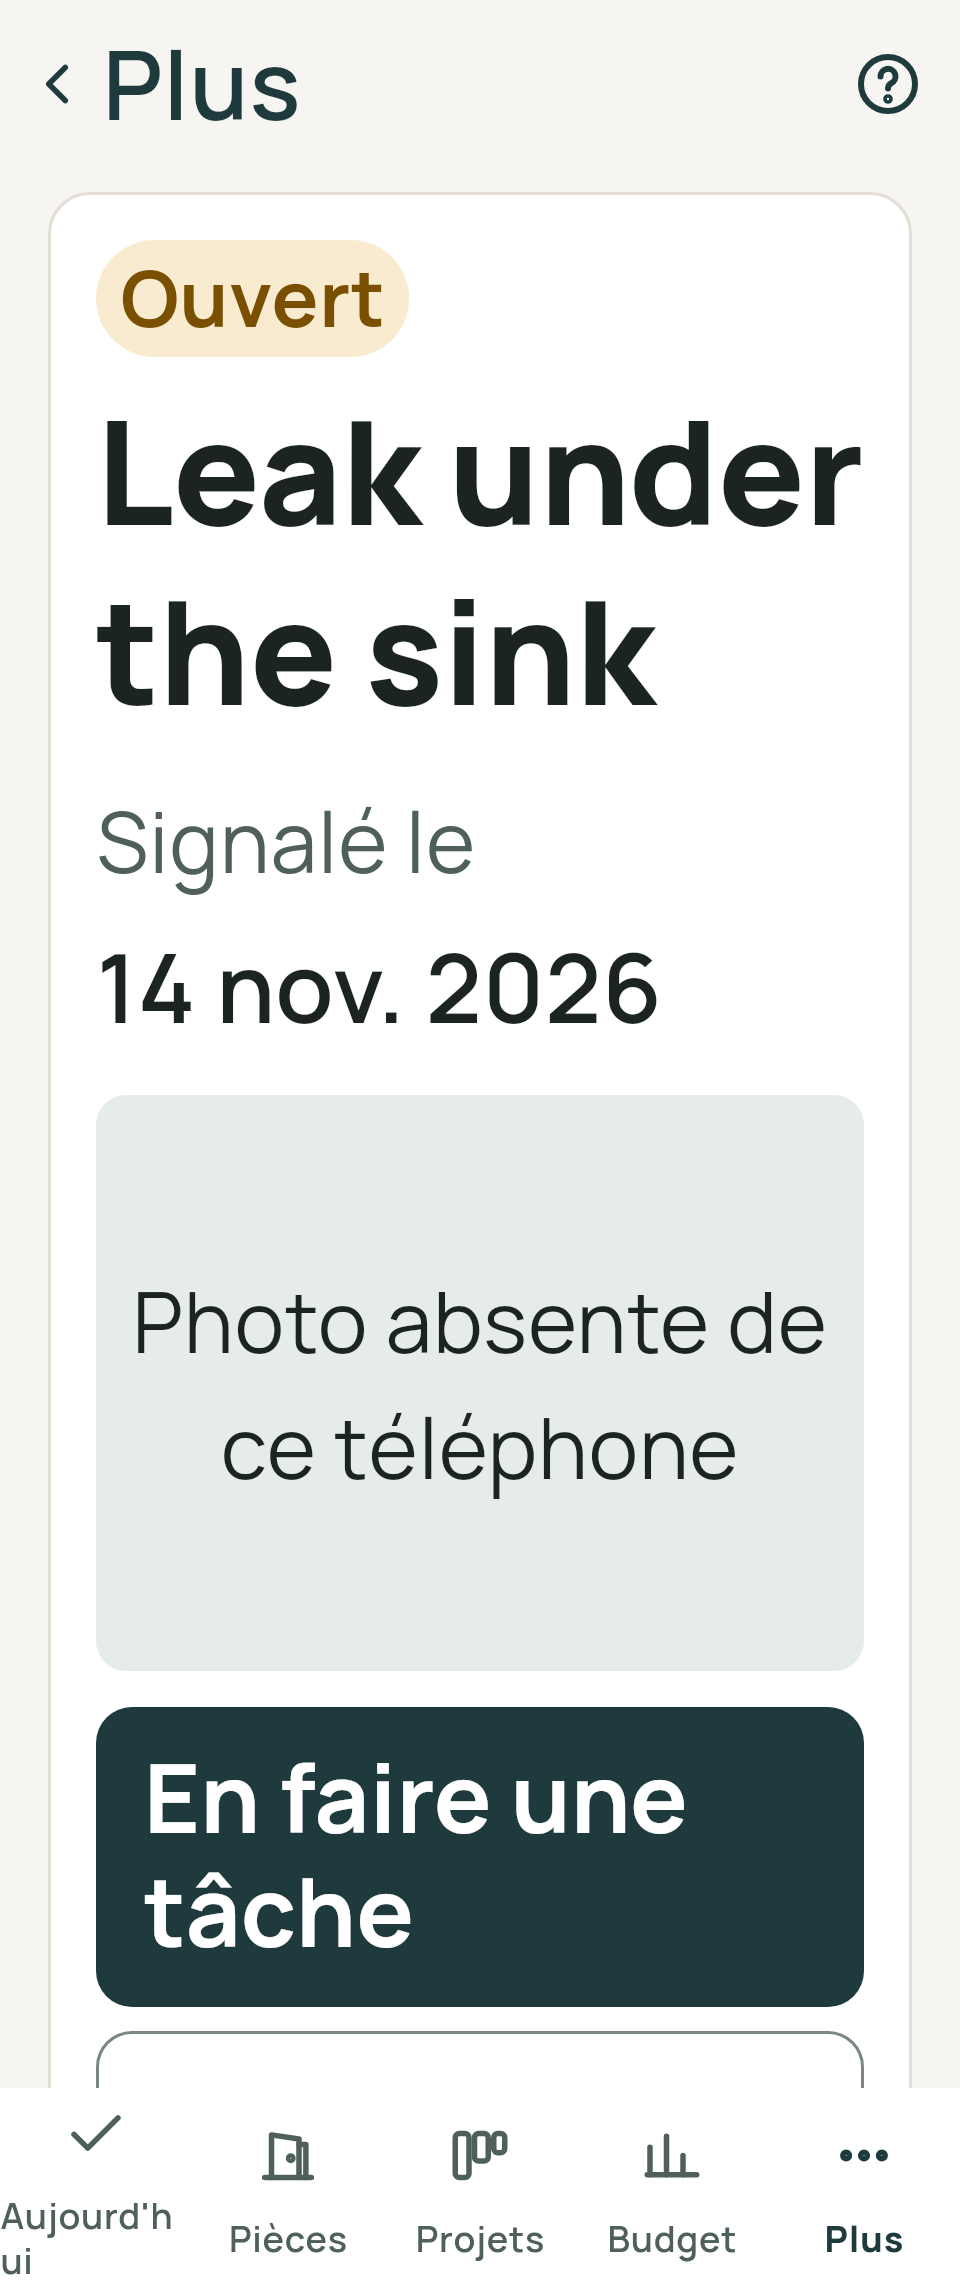 Plus
Ouvert
Leak under
the sink
Signalé le
14 nov. 2026
Photo absente de
ce téléphone
En faire une
tâche
Aujourd'h
ui
Pièces
Projets
Budget
Plus